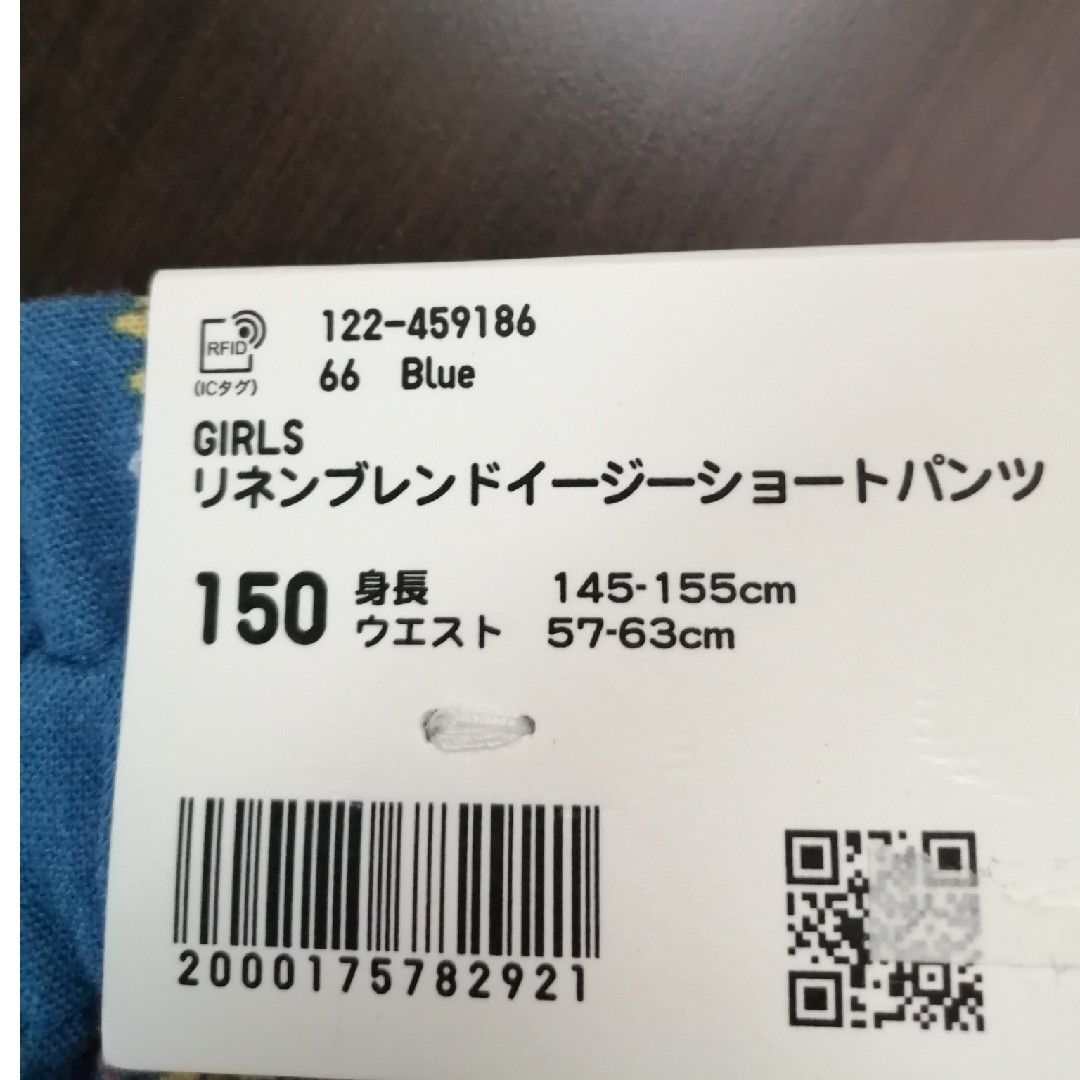 122-459186
RFID
66 Blue
(ICタグ)
GIRLS
リネンブレンドイージーショートパンツ
150 身長 145-155cm
ウエスト 57-63cm
2000175782921